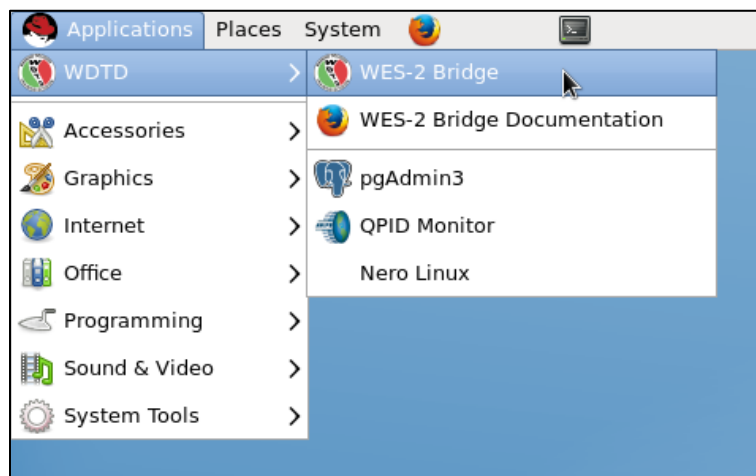 Applications Places System
WDTD
WES-2 Bridge
WES-2 Bridge Documentation
pgAdmin3
QPID Monitor
Nero Linux
Accessories
Graphics
Internet
Office
Programming
Sound & Video
System Tools